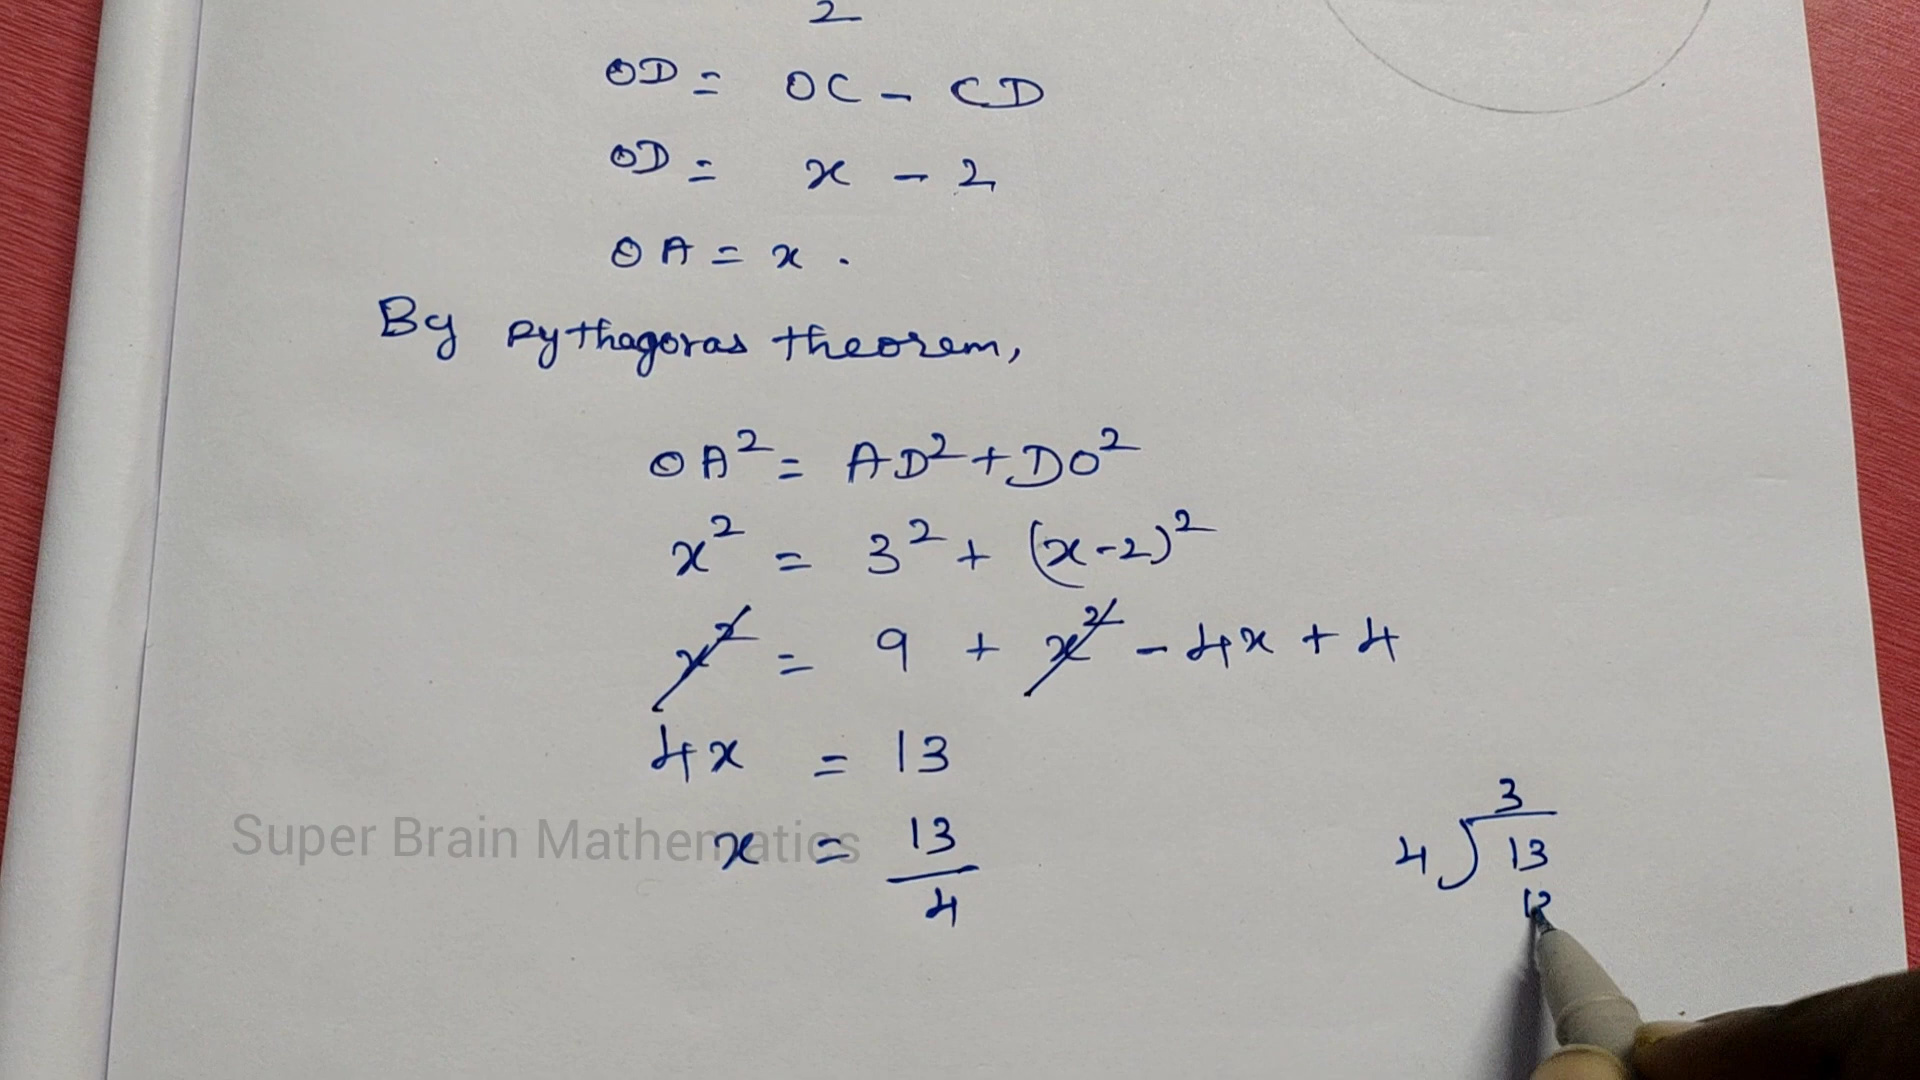 2
OD = OC - CD
OD = x - 2
OA = x .
By pythagoras theorem,
OA² = AD² + DO²
x² = 3² + (x-2)²
x² = 9 + x² - 4x + 4
4x = 13
x = 13
4
3
4 ) 13
12
Super Brain Mathematics